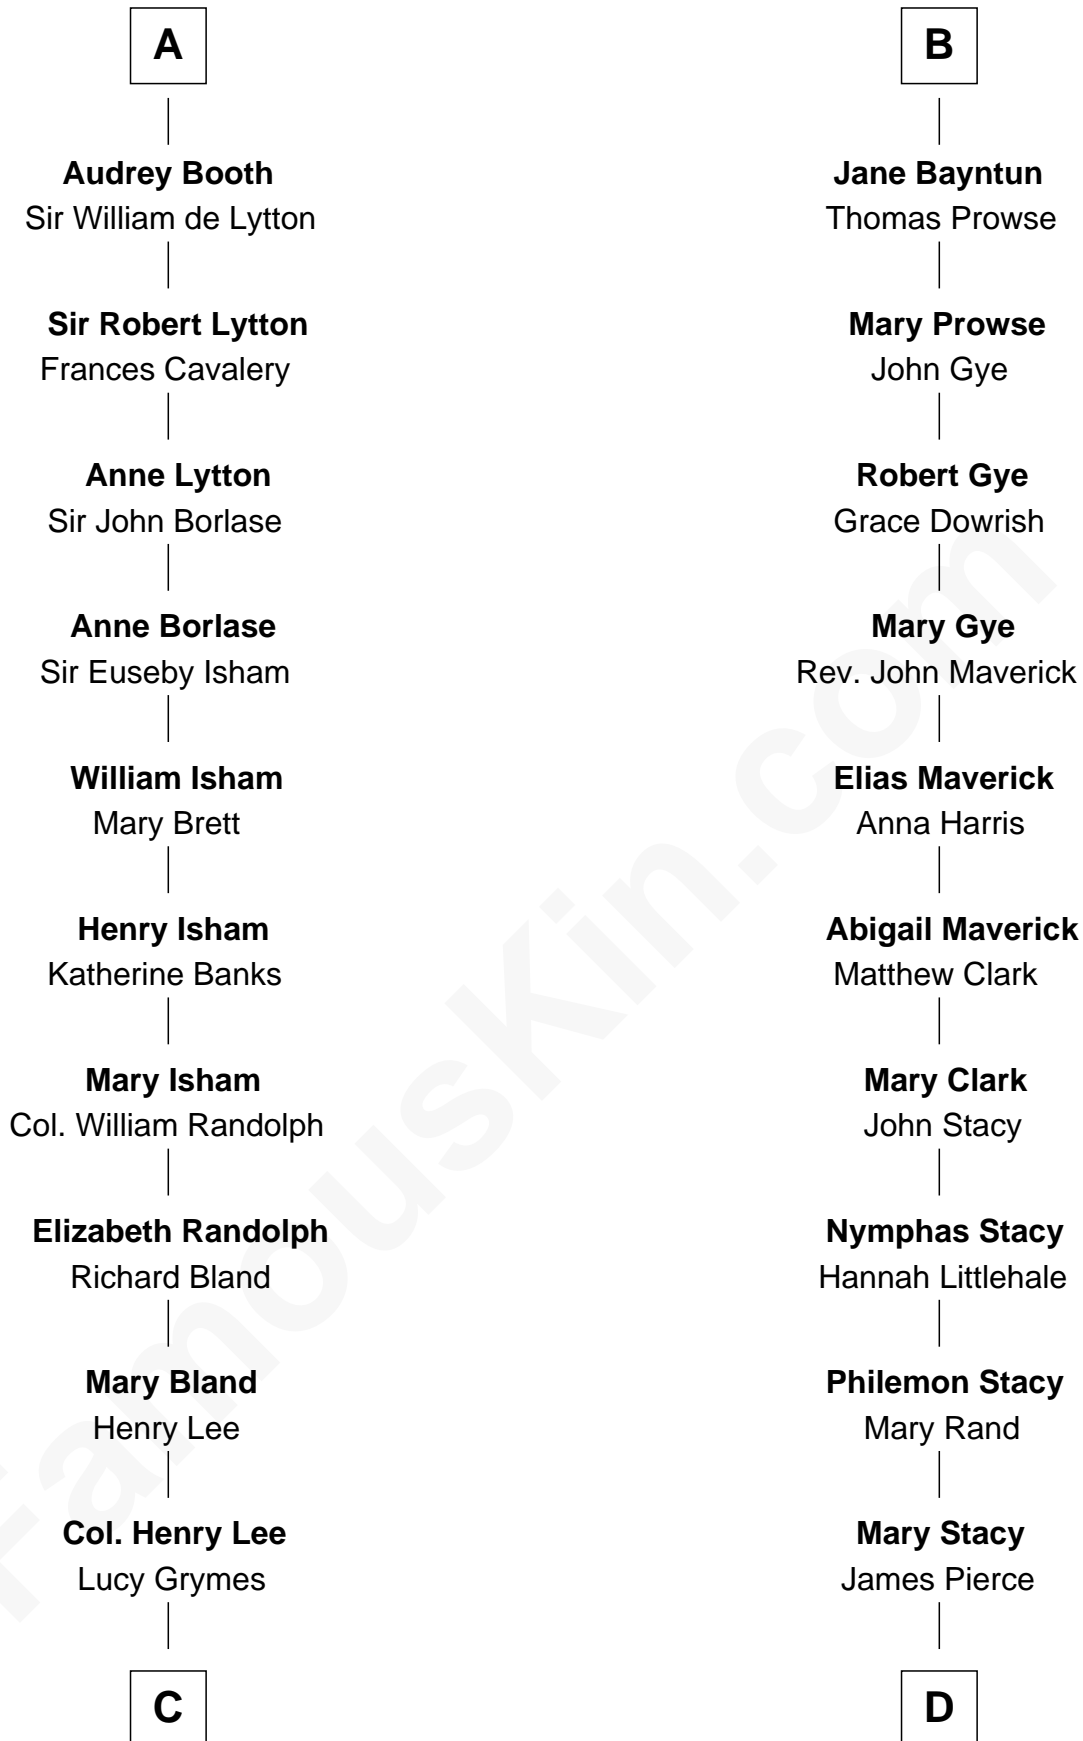 A
Audrey Booth
Sir William de Lytton
Sir Robert Lytton
Frances Cavalery
Anne Lytton
Sir John Borlase
Anne Borlase
Sir Euseby Isham
William Isham
Mary Brett
Henry Isham
Katherine Banks
Mary Isham
Col. William Randolph
Elizabeth Randolph
Richard Bland
Mary Bland
Henry Lee
Col. Henry Lee
Lucy Grymes
C
B
Jane Bayntun
Thomas Prowse
Mary Prowse
John Gye
Robert Gye
Grace Dowrish
Mary Gye
Rev. John Maverick
Elias Maverick
Anna Harris
Abigail Maverick
Matthew Clark
Mary Clark
John Stacy
Nymphas Stacy
Hannah Littlehale
Philemon Stacy
Mary Rand
Mary Stacy
James Pierce
D
FamousKin.com